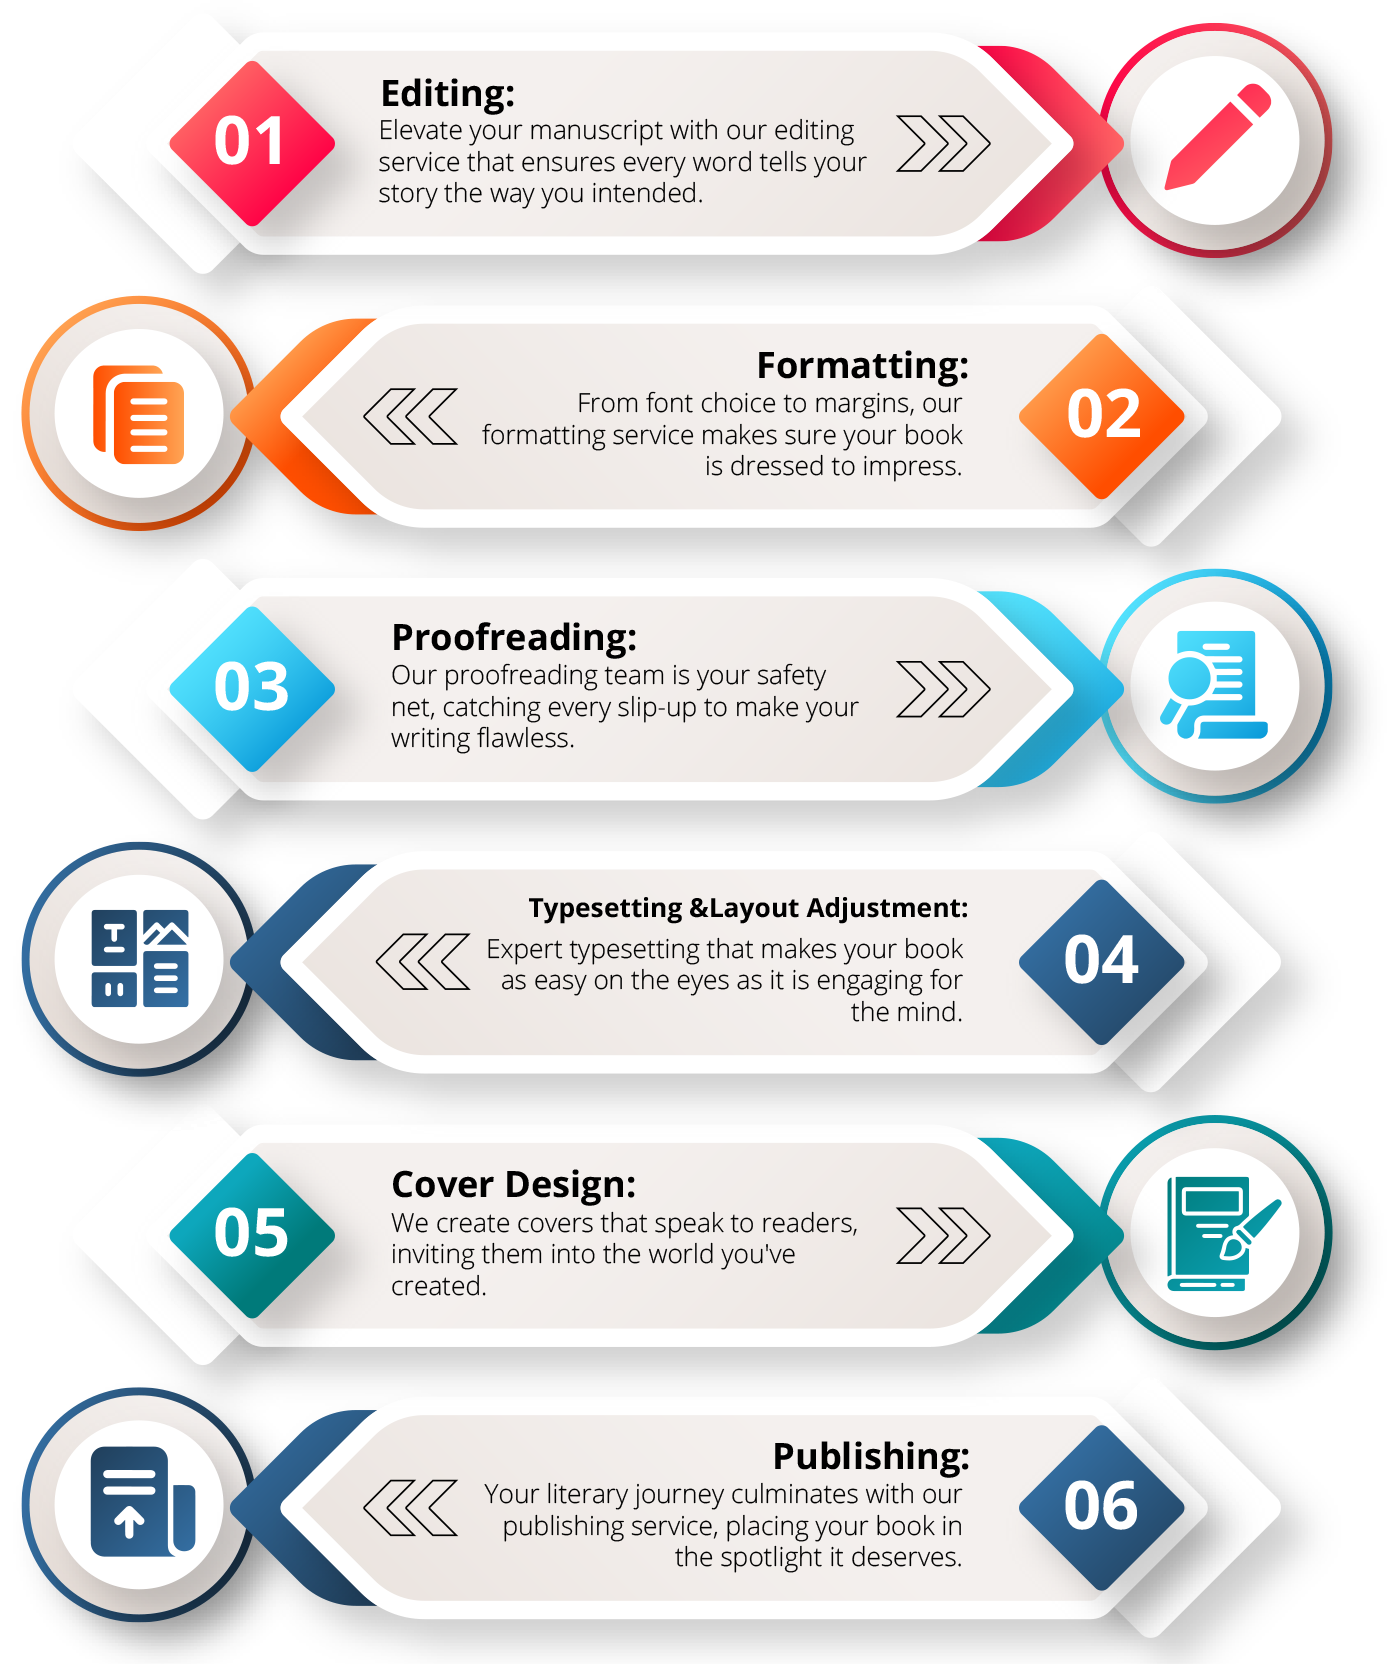 01
Editing:
Elevate your manuscript with our editing
service that ensures every word tells your
story the way you intended.
Formatting:
From font choice to margins, our
formatting service makes sure your book
is dressed to impress.
02
03
Proofreading:
Our proofreading team is your safety
net, catching every slip-up to make your
writing flawless.
Typesetting &Layout Adjustment:
Expert typesetting that makes your book
as easy on the eyes as it is engaging for
the mind.
04
05
Cover Design:
We create covers that speak to readers,
inviting them into the world you've
created.
Publishing:
Your literary journey culminates with our
publishing service, placing your book in
the spotlight it deserves.
06